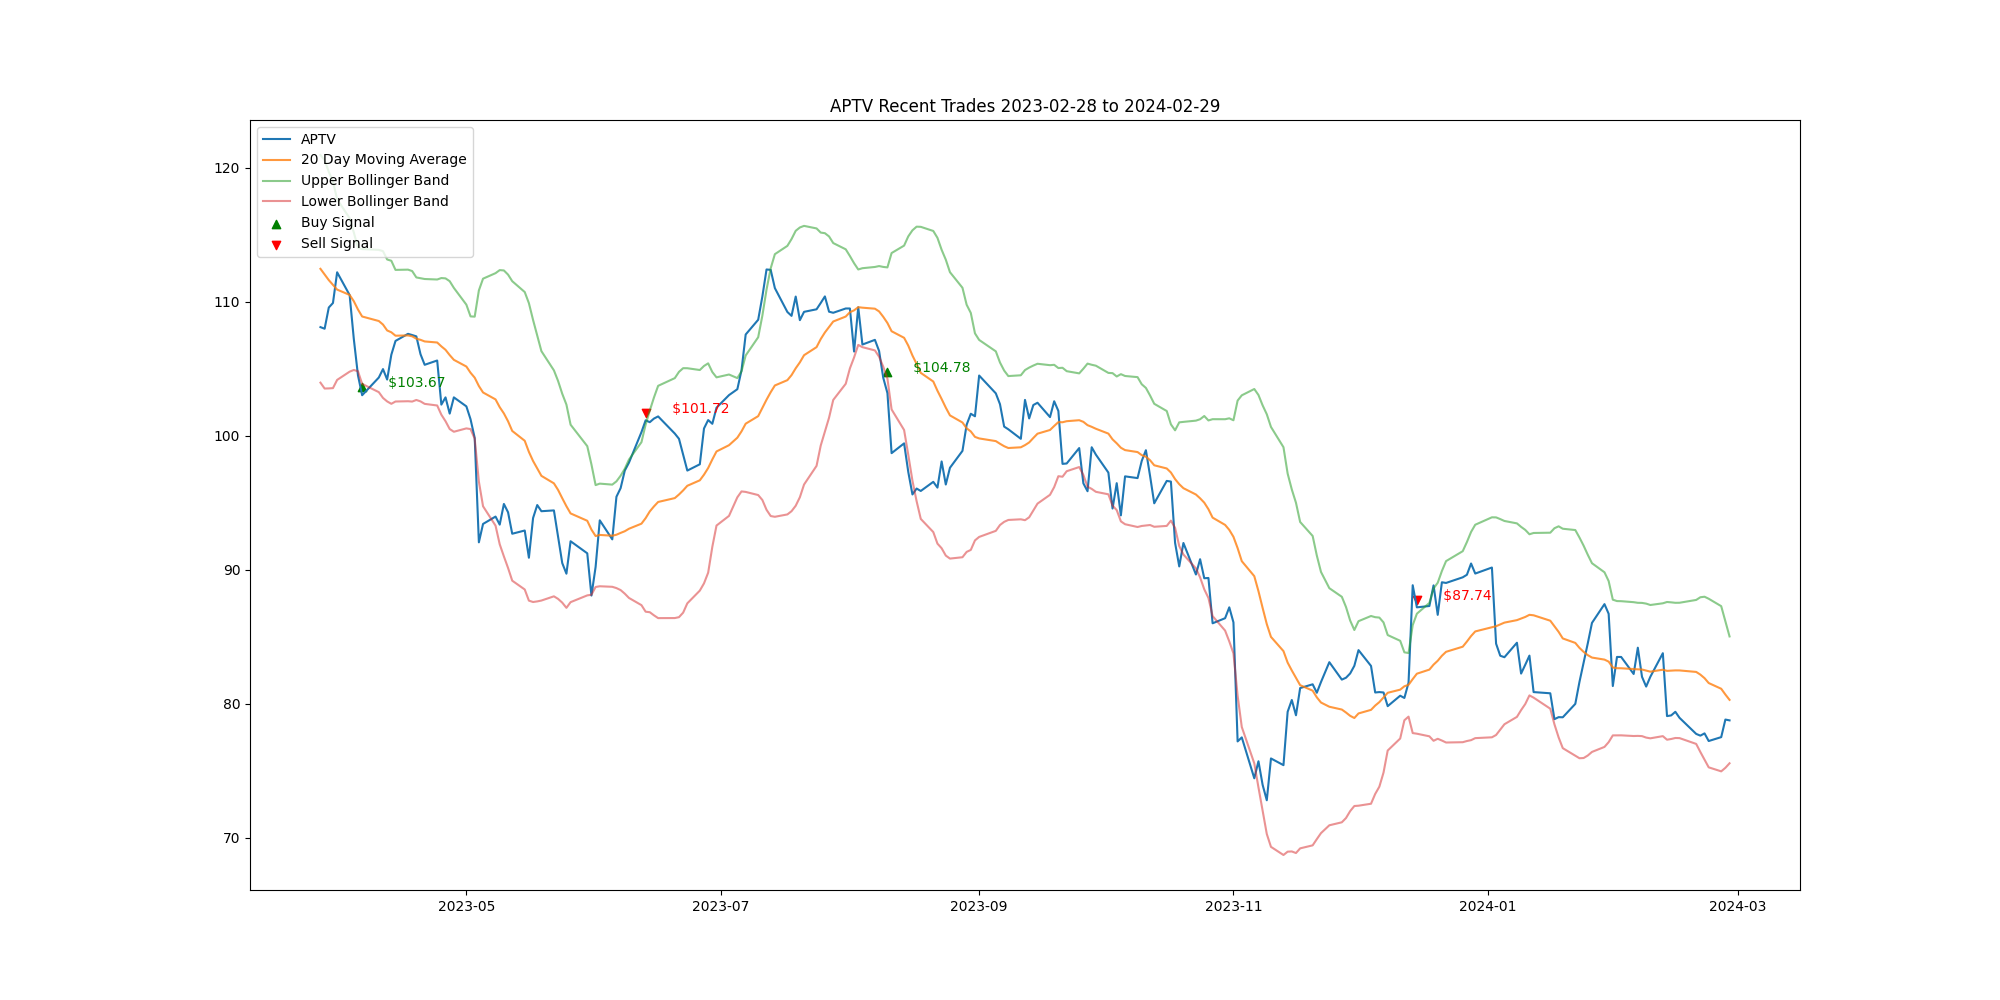 APTV Recent Trades 2023-02-28 to 2024-02-29
APTV
20 Day Moving Average
Upper Bollinger Band
Lower Bollinger Band
Buy Signal
Sell Signal
120
110
100
90
80
70
$103.67
$101.72
$104.78
$87.74
2023-05
2023-07
2023-09
2023-11
2024-01
2024-03